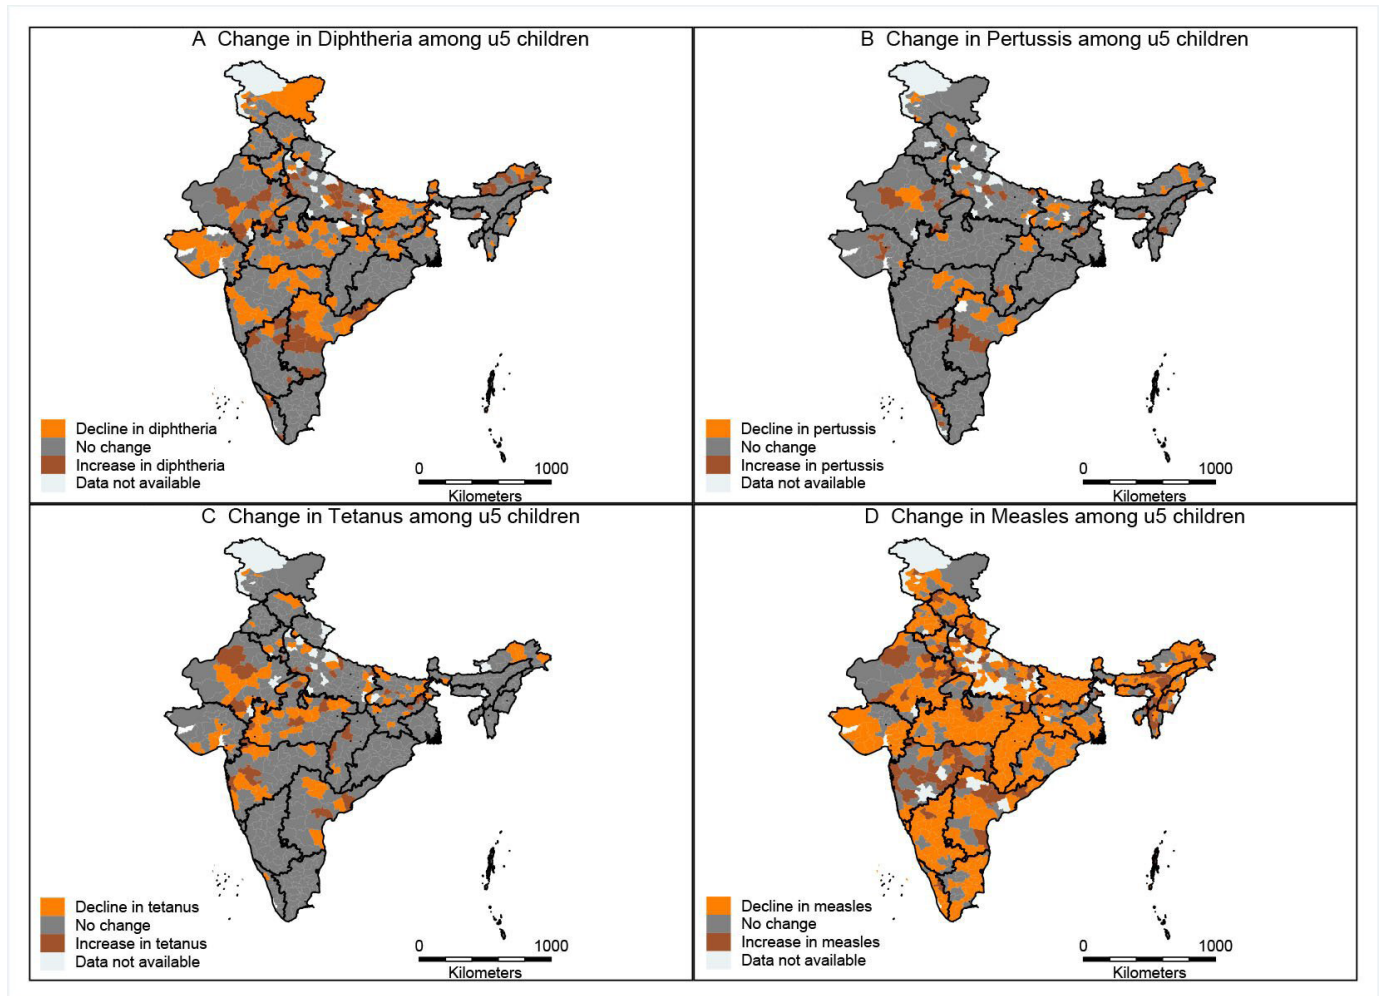 A Change in Diphtheria among u5 children
Decline in diphtheria
No change
Increase in diphtheria
Data not available
0 1000
Kilometers
B Change in Pertussis among u5 children
Decline in pertussis
No change
Increase in pertussis
Data not available
0 1000
Kilometers
C Change in Tetanus among u5 children
Decline in tetanus
No change
Increase in tetanus
Data not available
0 1000
Kilometers
D Change in Measles among u5 children
Decline in measles
No change
Increase in measles
Data not available
0 1000
Kilometers